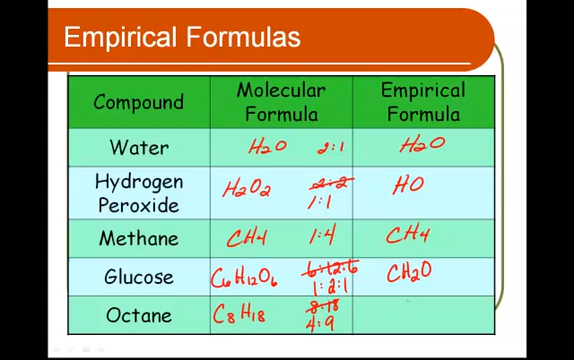 Empirical Formulas
Compound Molecular Formula Empirical Formula
Water H2O 2:1 H2O
Hydrogen Peroxide H2O2 2:2 1:1 HO
Methane CH4 1:4 CH4
Glucose C6H12O6 6:12:6 1:2:1 CH2O
Octane C8H18 8:18 4:9